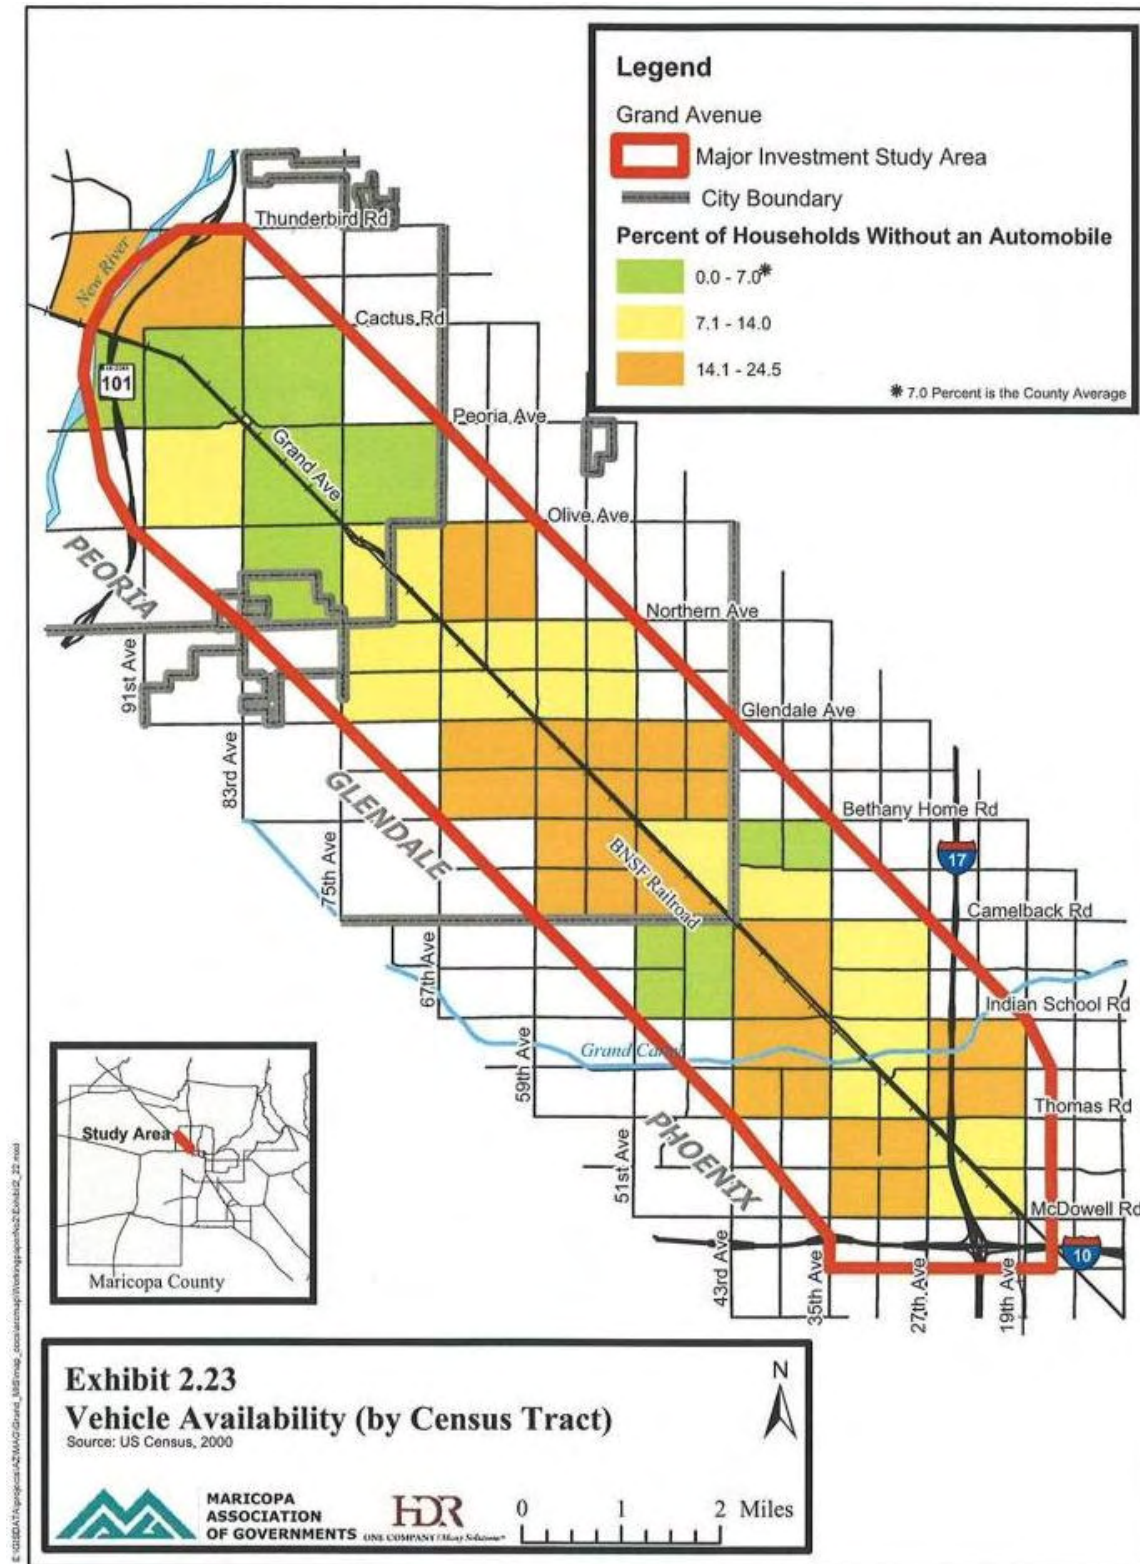 Legend
Grand Avenue
Major Investment Study Area
City Boundary
Percent of Households Without an Automobile
0.0 - 7.0*
7.1 - 14.0
14.1 - 24.5
* 7.0 Percent is the County Average
Thunderbird Rd
New River
Cactus Rd
101
Peoria Ave
Grand Ave
Olive Ave
PEORIA
Northern Ave
91st Ave
Glendale Ave
83rd Ave
GLENDALE
Bethany Home Rd
17
75th Ave
BNSF Railroad
Camelback Rd
67th Ave
Indian School Rd
59th Ave
Grand Canal
Thomas Rd
PHOENIX
51st Ave
McDowell Rd
43rd Ave
35th Ave
27th Ave
19th Ave
10
Study Area
Maricopa County
Exhibit 2.23
Vehicle Availability (by Census Tract)
Source: US Census, 2000
N
MARICOPA
ASSOCIATION
OF GOVERNMENTS
HDR
ONE COMPANY | Many Solutions
0 1 2 Miles